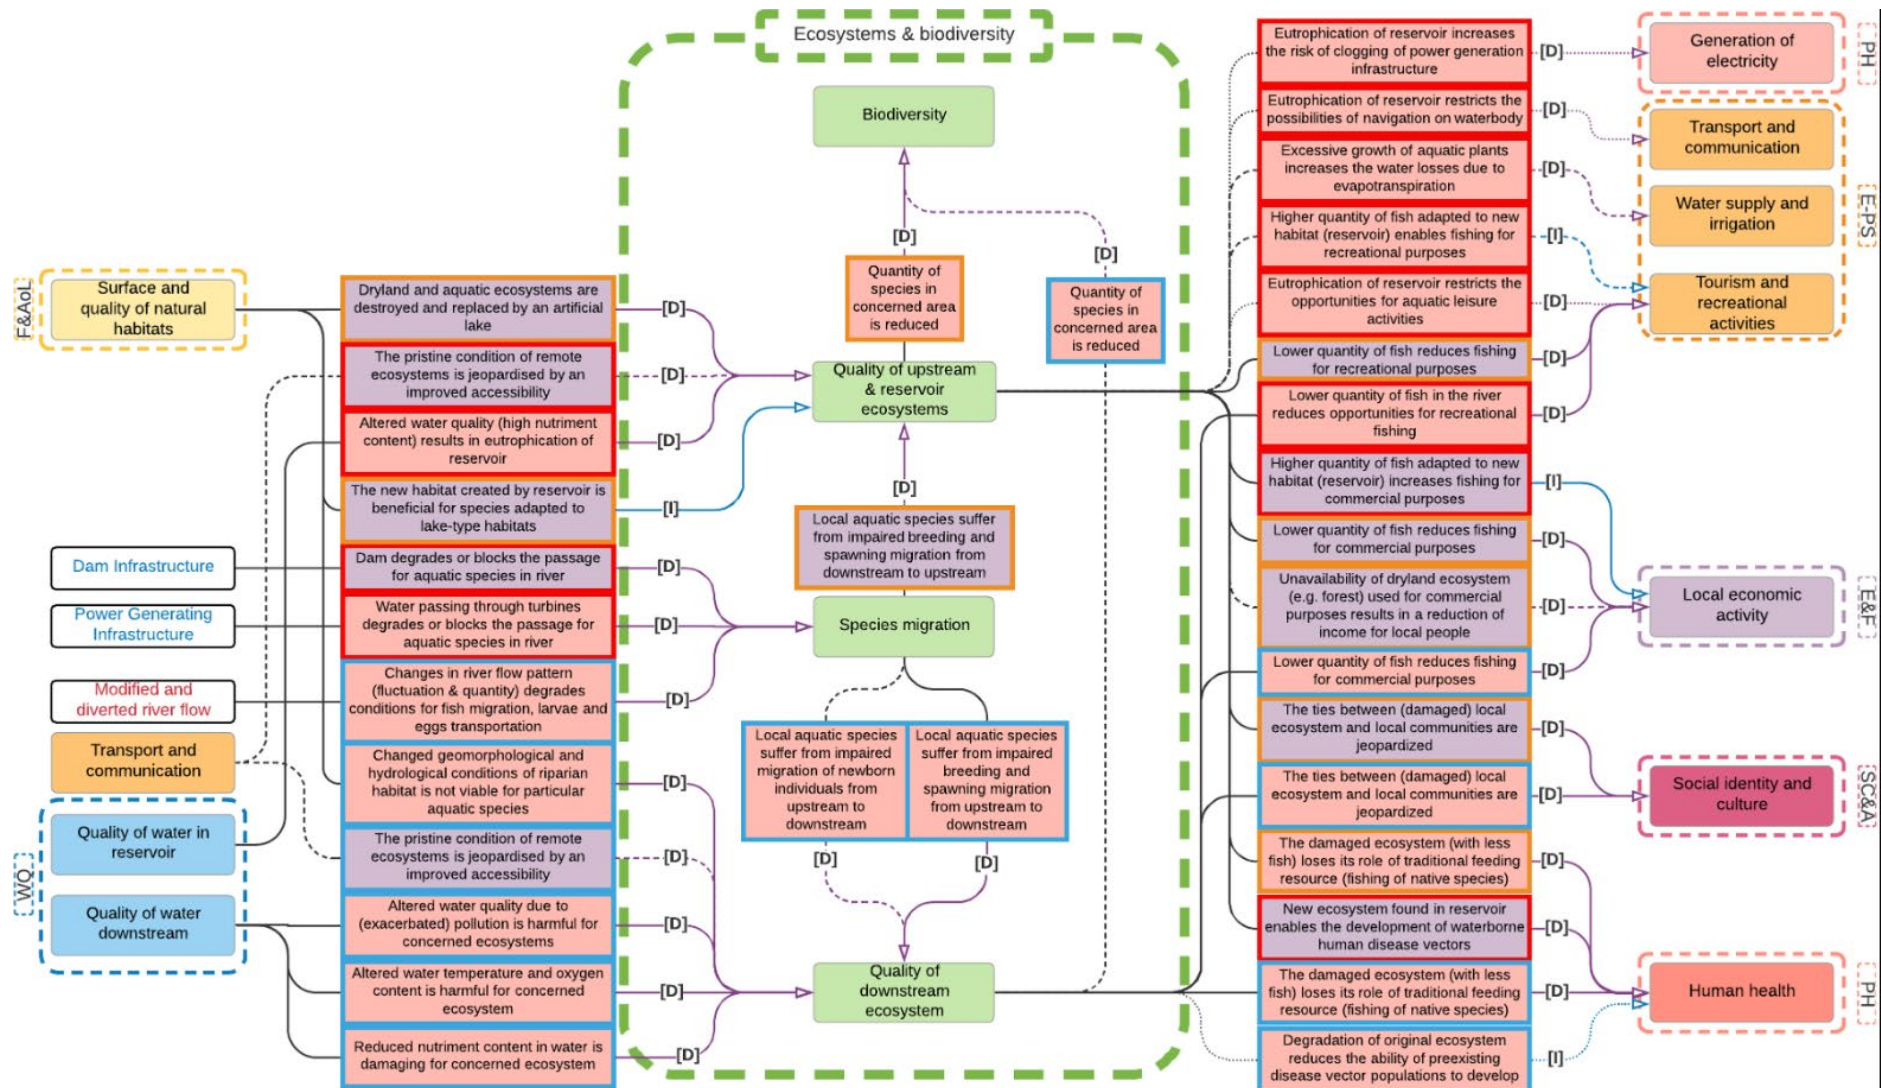 Ecosystems & biodiversity
F&AoL
Surface and
quality of natural
habitats
Dam Infrastructure
Power Generating
Infrastructure
Modified and
diverted river flow
Transport and
communication
WQ
Quality of water in
reservoir
Quality of water
downstream
Dryland and aquatic ecosystems are
destroyed and replaced by an artificial
lake
[D]
The pristine condition of remote
ecosystems is jeopardised by an
improved accessibility
[D]
Altered water quality (high nutriment
content) results in eutrophication of
reservoir
[D]
The new habitat created by reservoir is
beneficial for species adapted to
lake-type habitats
[I]
Dam degrades or blocks the passage
for aquatic species in river
[D]
Water passing through turbines
degrades or blocks the passage for
aquatic species in river
[D]
Changes in river flow pattern
(fluctuation & quantity) degrades
conditions for fish migration, larvae and
eggs transportation
[D]
Changed geomorphological and
hydrological conditions of riparian
habitat is not viable for particular
aquatic species
[D]
The pristine condition of remote
ecosystems is jeopardised by an
improved accessibility
[D]
Altered water quality due to
(exacerbated) pollution is harmful for
concerned ecosystems
[D]
Altered water temperature and oxygen
content is harmful for concerned
ecosystem
[D]
Reduced nutriment content in water is
damaging for concerned ecosystem
[D]
Biodiversity
[D]
Quantity of
species in
concerned area
is reduced
[D]
Quantity of
species in
concerned area
is reduced
Quality of upstream
& reservoir
ecosystems
[D]
Local aquatic species suffer
from impaired breeding and
spawning migration from
downstream to upstream
Species migration
Local aquatic species
suffer from impaired
migration of newborn
individuals from
upstream to
downstream
[D]
Local aquatic species
suffer from impaired
breeding and
spawning migration
from upstream to
downstream
[D]
Quality of
downstream
ecosystem
Eutrophication of reservoir increases
the risk of clogging of power generation
infrastructure
[D]
Eutrophication of reservoir restricts the
possibilities of navigation on waterbody
[D]
Excessive growth of aquatic plants
increases the water losses due to
evapotranspiration
[D]
Higher quantity of fish adapted to new
habitat (reservoir) enables fishing for
recreational purposes
[I]
Eutrophication of reservoir restricts the
opportunities for aquatic leisure
activities
[D]
Lower quantity of fish reduces fishing
for recreational purposes
[D]
Lower quantity of fish in the river
reduces opportunities for recreational
fishing
[D]
Higher quantity of fish adapted to new
habitat (reservoir) increases fishing for
commercial purposes
[I]
Lower quantity of fish reduces fishing
for commercial purposes
[D]
Unavailability of dryland ecosystem
(e.g. forest) used for commercial
purposes results in a reduction of
income for local people
[D]
Lower quantity of fish reduces fishing
for commercial purposes
[D]
The ties between (damaged) local
ecosystem and local communities are
jeopardized
[D]
The ties between (damaged) local
ecosystem and local communities are
jeopardized
[D]
The damaged ecosystem (with less
fish) loses its role of traditional feeding
resource (fishing of native species)
[D]
New ecosystem found in reservoir
enables the development of waterborne
human disease vectors
[D]
The damaged ecosystem (with less
fish) loses its role of traditional feeding
resource (fishing of native species)
[D]
Degradation of original ecosystem
reduces the ability of preexisting
disease vector populations to develop
[I]
Generation of
electricity
PH
Transport and
communication
Water supply and
irrigation
Tourism and
recreational
activities
E-PS
Local economic
activity
E&F
Social identity and
culture
SC&A
Human health
PH